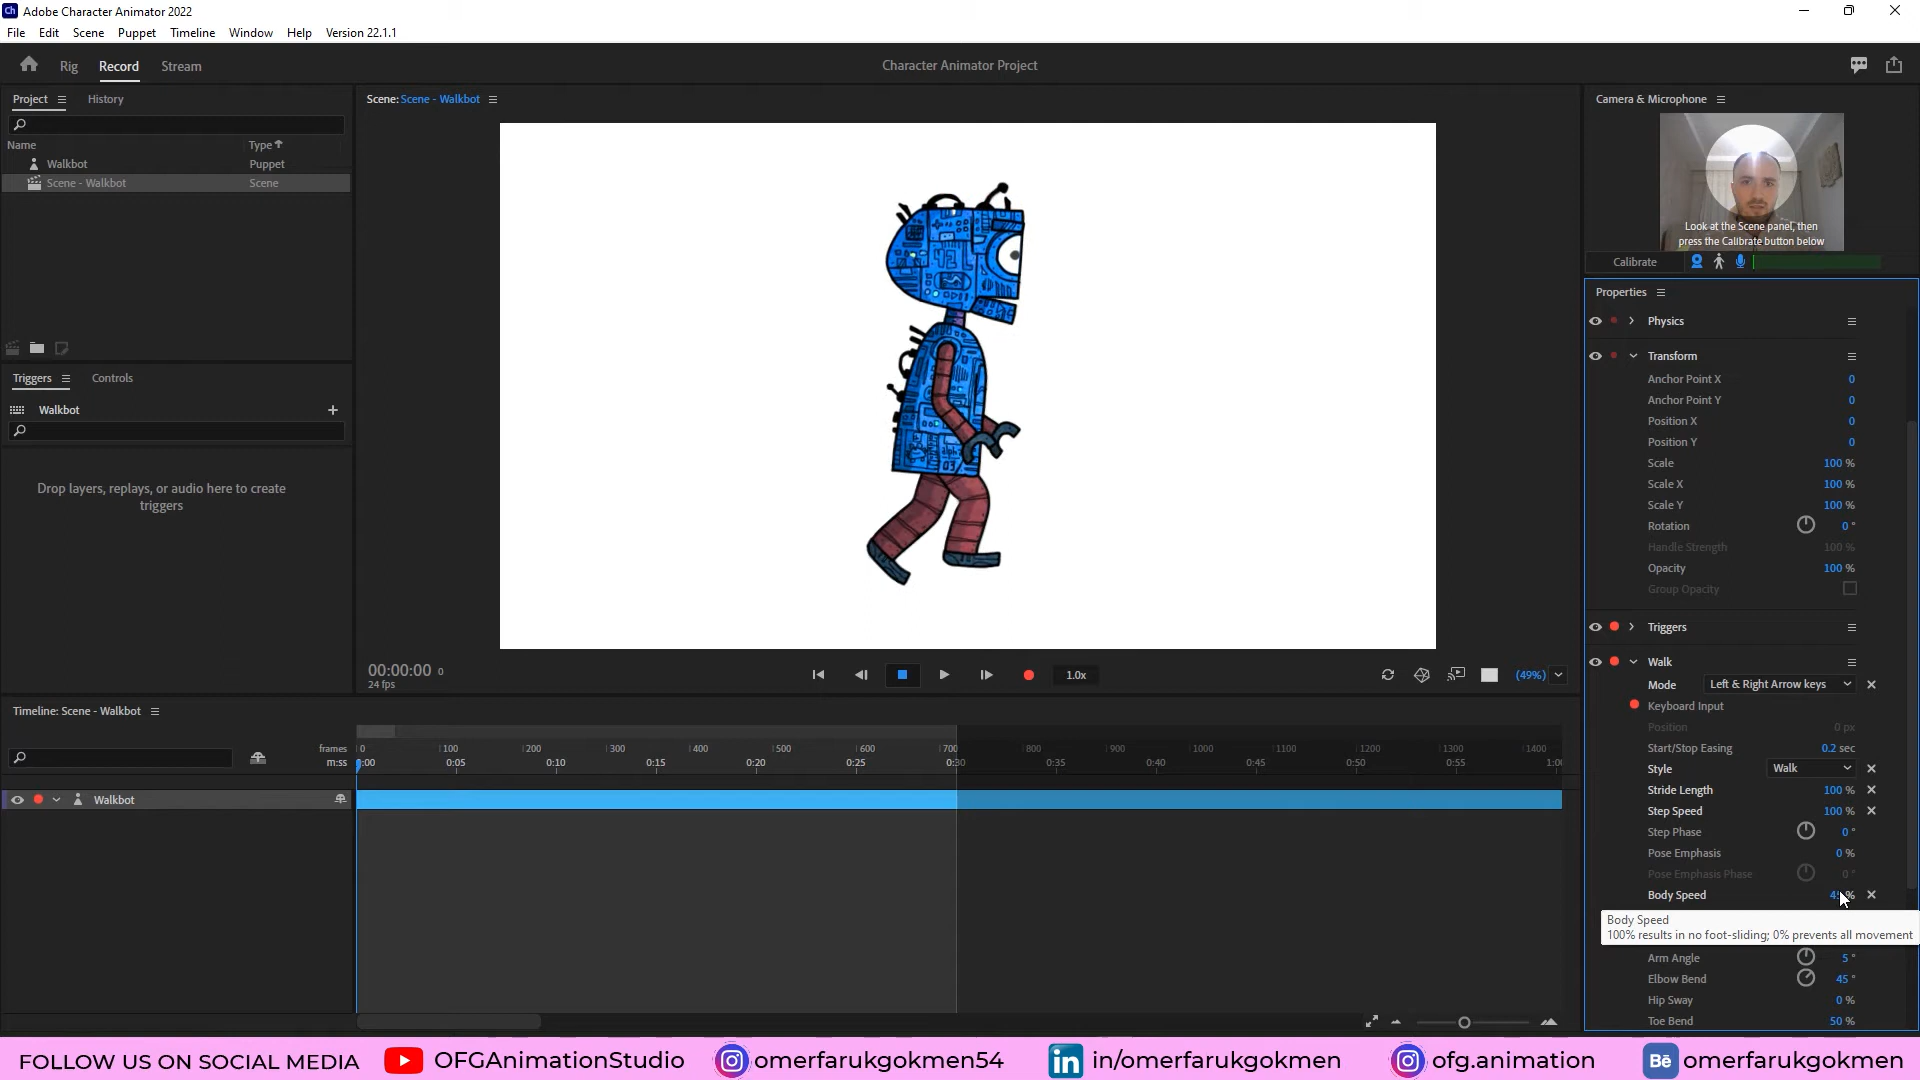 Adobe Character Animator 2022
File Edit Scene Puppet Timeline Window Help Version 22.1.1
Rig Record Stream
Character Animator Project
Project History
Name Type
Walkbot Puppet
Scene - Walkbot Scene
Triggers Controls
Walkbot
Drop layers, replays, or audio here to create
triggers
Scene: Scene - Walkbot
00:00:00 0
24 fps
1.0x
(49%)
Camera & Microphone
Look at the Scene panel, then
press the Calibrate button below
Calibrate
Properties
Physics
Transform
Anchor Point X 0
Anchor Point Y 0
Position X 0
Position Y 0
Scale 100 %
Scale X 100 %
Scale Y 100 %
Rotation 0 °
Handle Strength 100 %
Opacity 100 %
Group Opacity
Triggers
Walk
Mode Left & Right Arrow keys
Keyboard Input
Position 0 px
Start/Stop Easing 0.2 sec
Style Walk
Stride Length 100 %
Step Speed 100 %
Step Phase 0 °
Pose Emphasis 0 %
Pose Emphasis Phase 0 °
Body Speed %
Body Speed
100% results in no foot-sliding; 0% prevents all movement
Arm Angle 5 °
Elbow Bend 45 °
Hip Sway 0 %
Toe Bend 50 %
Timeline: Scene - Walkbot
frames 0 100 200 300 400 500 600 700 800 900 1000 1100 1200 1300 1400
m:ss 0:05 0:10 0:15 0:20 0:25 0:30 0:35 0:40 0:45 0:50 0:55
Walkbot
FOLLOW US ON SOCIAL MEDIA OFGAnimationStudio omerfarukgokmen54 in/omerfarukgokmen ofg.animation omerfarukgokmen